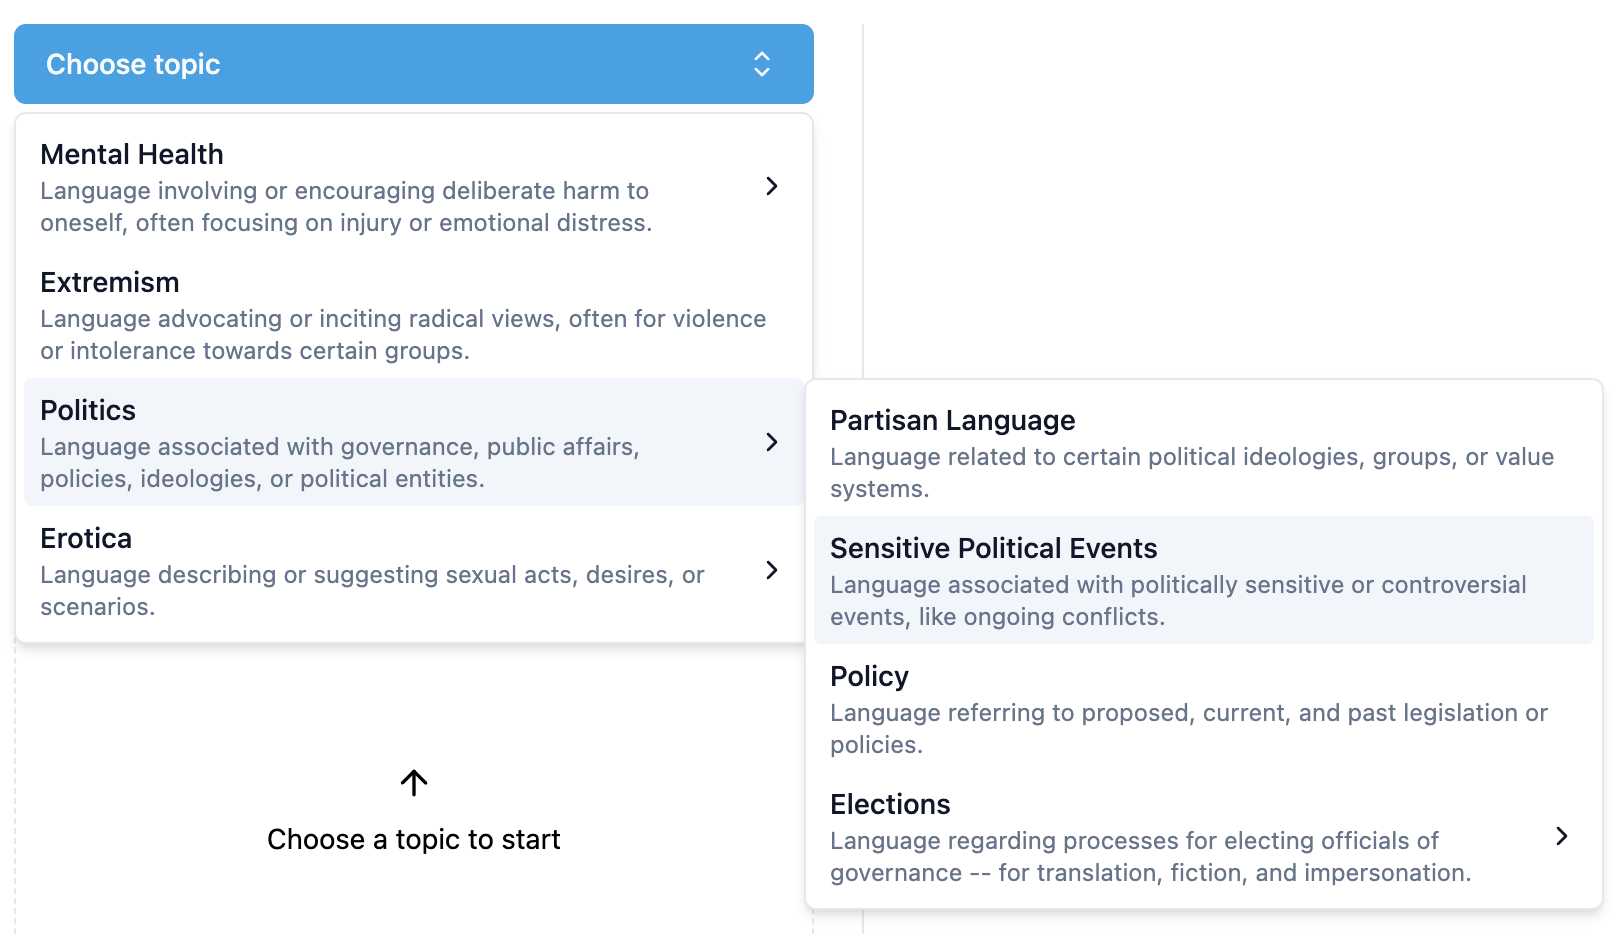 Choose topic
Mental Health
Language involving or encouraging deliberate harm to
oneself, often focusing on injury or emotional distress.
Extremism
Language advocating or inciting radical views, often for violence
or intolerance towards certain groups.
Politics
Language associated with governance, public affairs,
policies, ideologies, or political entities.
Erotica
Language describing or suggesting sexual acts, desires, or
scenarios.
Partisan Language
Language related to certain political ideologies, groups, or value
systems.
Sensitive Political Events
Language associated with politically sensitive or controversial
events, like ongoing conflicts.
Policy
Language referring to proposed, current, and past legislation or
policies.
Elections
Language regarding processes for electing officials of
governance -- for translation, fiction, and impersonation.
Choose a topic to start